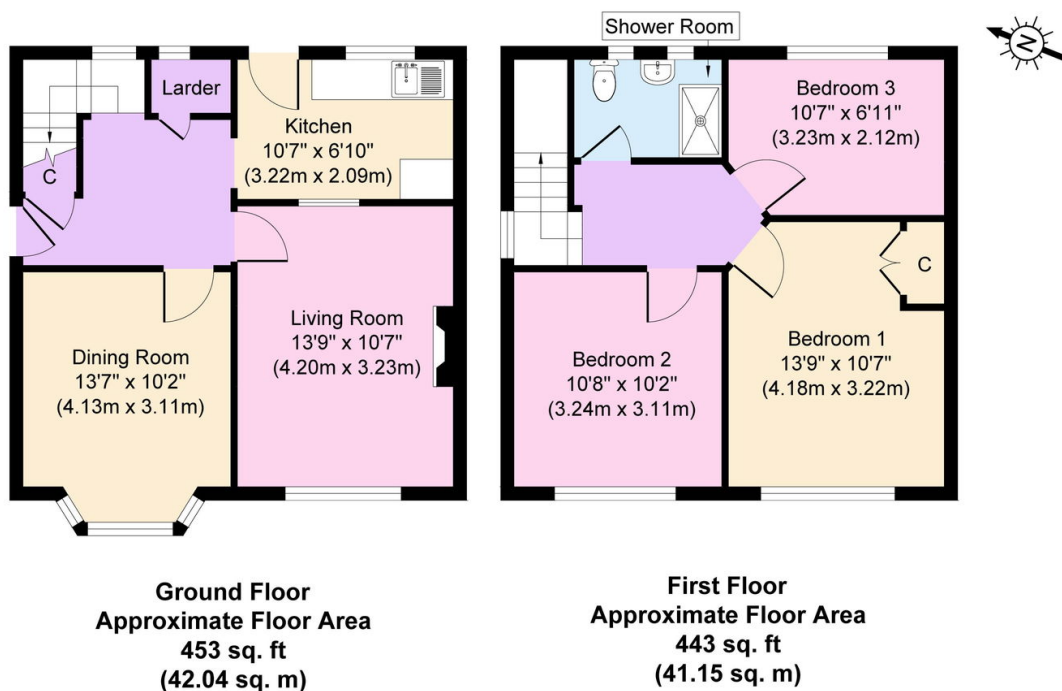 Larder
Kitchen
10'7" x 6'10"
(3.22m x 2.09m)
C
Living Room
13'9" x 10'7"
(4.20m x 3.23m)
Dining Room
13'7" x 10'2"
(4.13m x 3.11m)
Ground Floor
Approximate Floor Area
453 sq. ft
(42.04 sq. m)
Shower Room
Bedroom 3
10'7" x 6'11"
(3.23m x 2.12m)
C
Bedroom 1
13'9" x 10'7"
(4.18m x 3.22m)
Bedroom 2
10'8" x 10'2"
(3.24m x 3.11m)
First Floor
Approximate Floor Area
443 sq. ft
(41.15 sq. m)
N